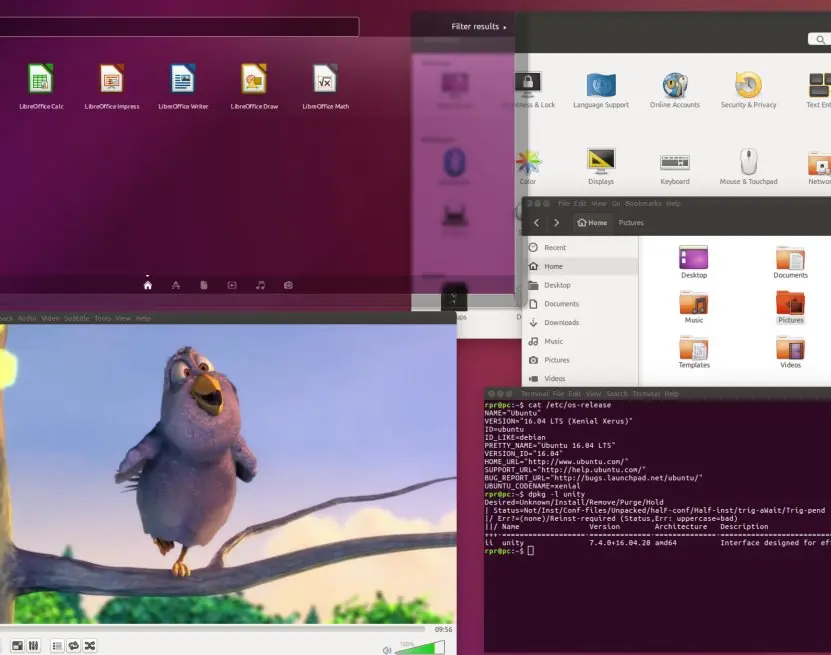 Filter results
LibreOffice Calc
LibreOffice Impress
LibreOffice Writer
LibreOffice Draw
LibreOffice Math
& Lock
Language Support
Online Accounts
Security & Privacy
Text
Color
Displays
Keyboard
Mouse & Touchpad
File Edit View Go Bookmarks Help
Home Pictures
Recent
Home
Desktop
Documents
Downloads
Music
Pictures
Videos
Desktop
Documents
Music
Pictures
Templates
Videos
Audio Video Subtitle Tools View Help
09:56
100%
Terminal File Edit View Search Terminal Help
rpr@pc:~$ cat /etc/os-release
NAME="Ubuntu"
VERSION="16.04 LTS (Xenial Xerus)"
ID=ubuntu
ID_LIKE=debian
PRETTY_NAME="Ubuntu 16.04 LTS"
VERSION_ID="16.04"
HOME_URL="http://www.ubuntu.com/"
SUPPORT_URL="http://help.ubuntu.com/"
BUG_REPORT_URL="http://bugs.launchpad.net/ubuntu/"
UBUNTU_CODENAME=xenial
rpr@pc:~$ dpkg -l unity
Desired=Unknown/Install/Remove/Purge/Hold
| Status=Not/Inst/Conf-files/Unpacked/halF-conf/Half-inst/trig-aWait/Trig-pend
|/ Err?=(none)/Reinst-required (Status,Err: uppercase=bad)
||/ Name Version Architecture Description
ii unity 7.4.0+16.04.20 amd64 Interface designed for
rpr@pc:~$